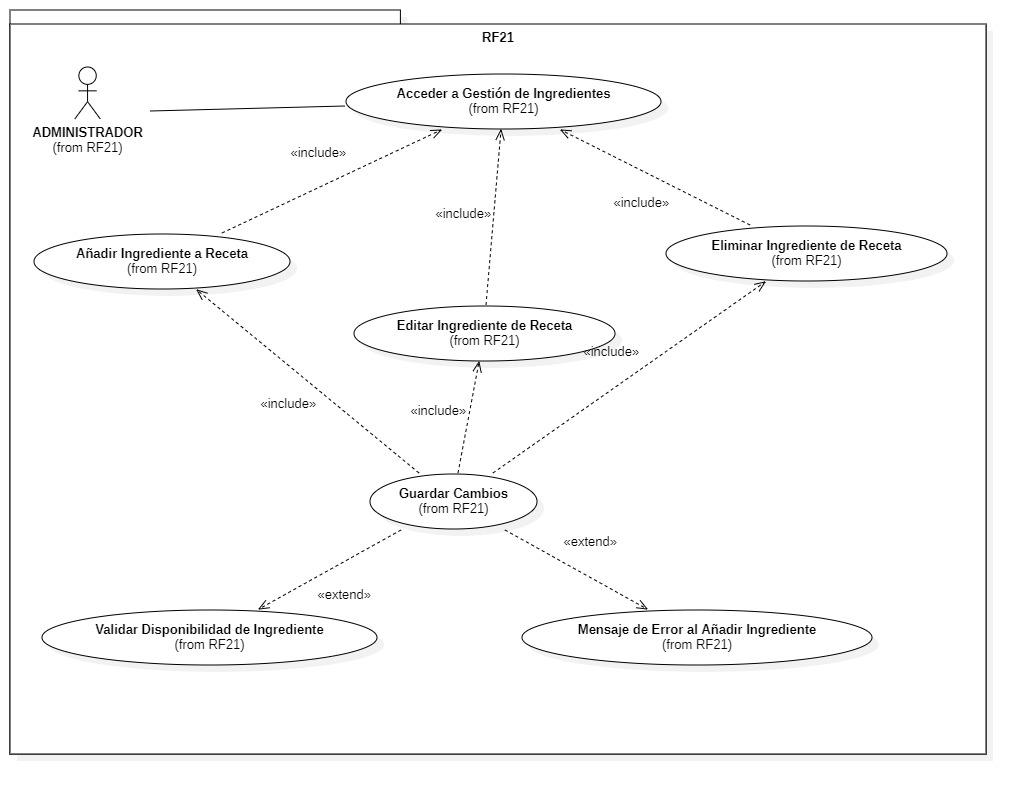 RF21
Acceder a Gestión de Ingredientes
(from RF21)
ADMINISTRADOR
(from RF21)
«include»
«include»
«include»
Añadir Ingrediente a Receta
(from RF21)
Eliminar Ingrediente de Receta
(from RF21)
Editar Ingrediente de Receta
(from RF21)
«include»
«include»
«include»
Guardar Cambios
(from RF21)
«extend»
«extend»
Validar Disponibilidad de Ingrediente
(from RF21)
Mensaje de Error al Añadir Ingrediente
(from RF21)